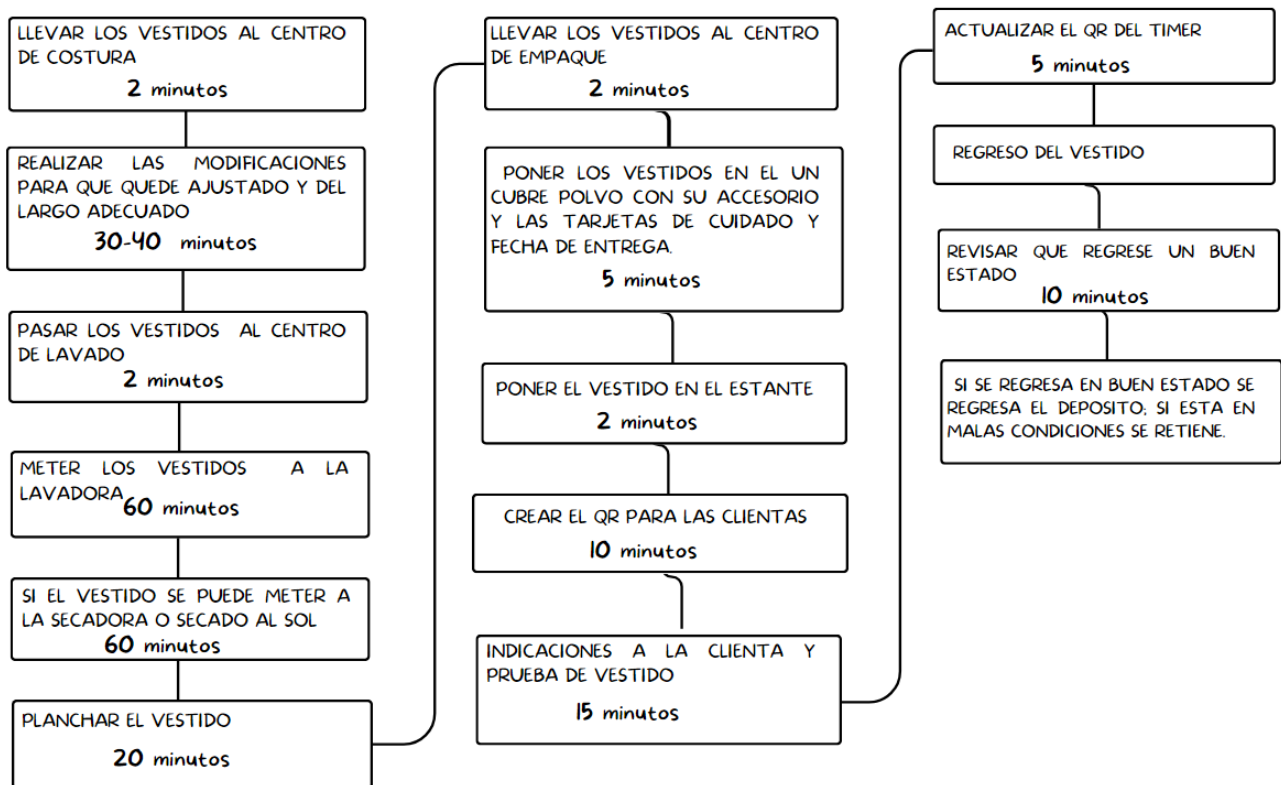 LLEVAR LOS VESTIDOS AL CENTRO
DE COSTURA
2 minutos
REALIZAR LAS MODIFICACIONES
PARA QUE QUEDE AJUSTADO Y DEL
LARGO ADECUADO
30-40 minutos
PASAR LOS VESTIDOS AL CENTRO
DE LAVADO
2 minutos
METER LOS VESTIDOS A LA
LAVADORA
60 minutos
SI EL VESTIDO SE PUEDE METER A
LA SECADORA O SECADO AL SOL
60 minutos
PLANCHAR EL VESTIDO
20 minutos
LLEVAR LOS VESTIDOS AL CENTRO
DE EMPAQUE
2 minutos
PONER LOS VESTIDOS EN EL UN
CUBRE POLVO CON SU ACCESORIO
Y LAS TARJETAS DE CUIDADO Y
FECHA DE ENTREGA.
5 minutos
PONER EL VESTIDO EN EL ESTANTE
2 minutos
CREAR EL QR PARA LAS CLIENTAS
10 minutos
INDICACIONES A LA CLIENTA Y
PRUEBA DE VESTIDO
15 minutos
ACTUALIZAR EL QR DEL TIMER
5 minutos
REGRESO DEL VESTIDO
REVISAR QUE REGRESE UN BUEN
ESTADO
10 minutos
SI SE REGRESA EN BUEN ESTADO SE
REGRESA EL DEPOSITO; SI ESTA EN
MALAS CONDICIONES SE RETIENE.